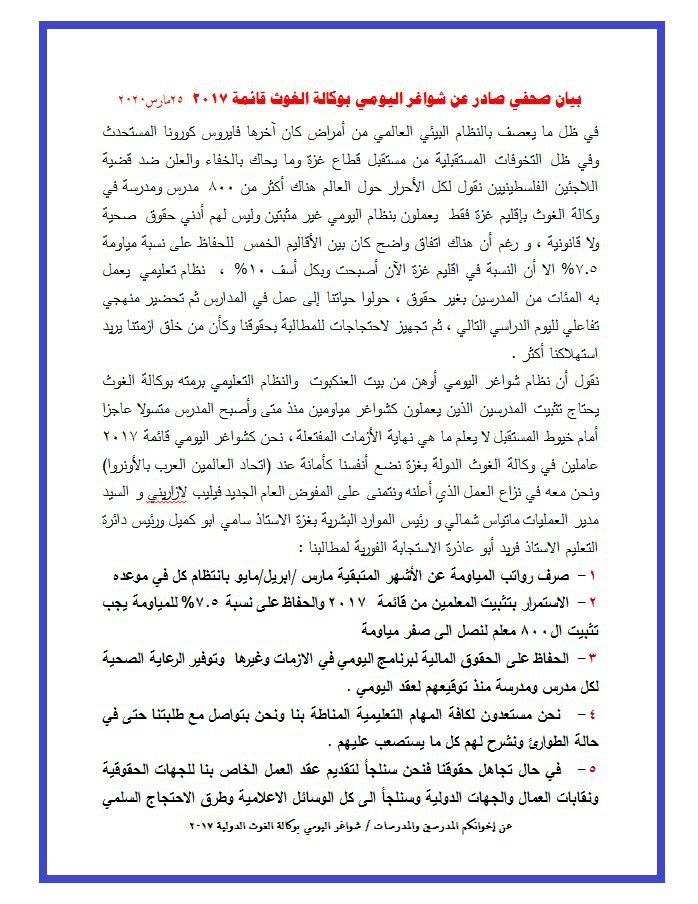 بيان صحفي صادر عن شواغر اليومي بوكالة الغوث قائمة ٢٠١٧ ٢٥مارس٢٠٢٠
في ظل ما يعصف بالنظام البيئي العالمي من أمراض كان آخرها فايروس كورونا المستحدث
وفي ظل التخوفات المستقبلية من مستقبل قطاع غزة وما يحاك بالخفاء والعلن ضد قضية
اللاجئين الفلسطينيين نقول لكل الأحرار حول العالم هناك أكثر من ٨٠٠ مدرس ومدرسة في
وكالة الغوث بإقليم غزة فقط يعملون بنظام اليومي غير مثبتين وليس لهم أدني حقوق صحية
ولا قانونية ، و رغم أن هناك اتفاق واضح كان بين الأقاليم الخمس للحفاظ على نسبة مياومة
٧.٥% الا أن النسبة في اقليم غزة الآن أصبحت وبكل أسف ١٠% ، نظام تعليمي يعمل
به المئات من المدرسين بغير حقوق ، حولوا حياتنا إلى عمل في المدارس ثم تحضير منهجي
تفاعلي لليوم الدراسي التالي ، ثم تجهيز لاحتجاجات للمطالبة بحقوقنا وكأن من خلق ازمتنا يريد
استهلاكنا أكثر .
نقول أن نظام شواغر اليومي أوهن من بيت العنكبوت والنظام التعليمي برمته بوكالة الغوث
يحتاج تثبيت المدرسين الذين يعملون كشواغر مياومين منذ متى وأصبح المدرس متسولا عاجزا
أمام خيوط المستقبل لا يعلم ما هي نهاية الأزمات المفتعلة ، نحن كشواغر اليومي قائمة ٢٠١٧
عاملين في وكالة الغوث الدولة بغزة نضع أنفسنا كأمانة عند (اتحاد العالمين العرب بالأونروا)
ونحن معه في نزاع العمل الذي أعلنه ونتمنى على المفوض العام الجديد فيليب لازاريني و السيد
مدير العمليات ماتياس شمالي و رئيس الموارد البشرية بغزة الاستاذ سامي ابو كميل ورئيس دائرة
التعليم الاستاذ فريد أبو عاذرة الاستجابة الفورية لمطالبنا :
١ - صرف رواتب المياومة عن الأشهر المتبقية مارس /ابريل/مايو بانتظام كل في موعده
٢ - الاستمرار بتثبيت المعلمين من قائمة ٢٠١٧ والحفاظ على نسبة ٧.٥% للمياومة يجب
تثبيت ال٨٠٠ معلم لنصل الى صفر مياومة
٣ - الحفاظ على الحقوق المالية لبرنامج اليومي في الازمات وغيرها وتوفير الرعاية الصحية
لكل مدرس ومدرسة منذ توقيعهم لعقد اليومي .
٤ - نحن مستعدون لكافة المهام التعليمية المناطة بنا ونحن بتواصل مع طلبتنا حتى في
حالة الطوارئ ونشرح لهم كل ما يستصعب عليهم .
٥ - في حال تجاهل حقوقنا فنحن سنلجأ لتقديم عقد العمل الخاص بنا للجهات الحقوقية
ونقابات العمال والجهات الدولية وسنلجأ الى كل الوسائل الاعلامية وطرق الاحتجاج السلمي
عن إخوانكم المدرسين والمدرسات / شواغر اليومي بوكالة الغوث الدولية ٢٠١٧